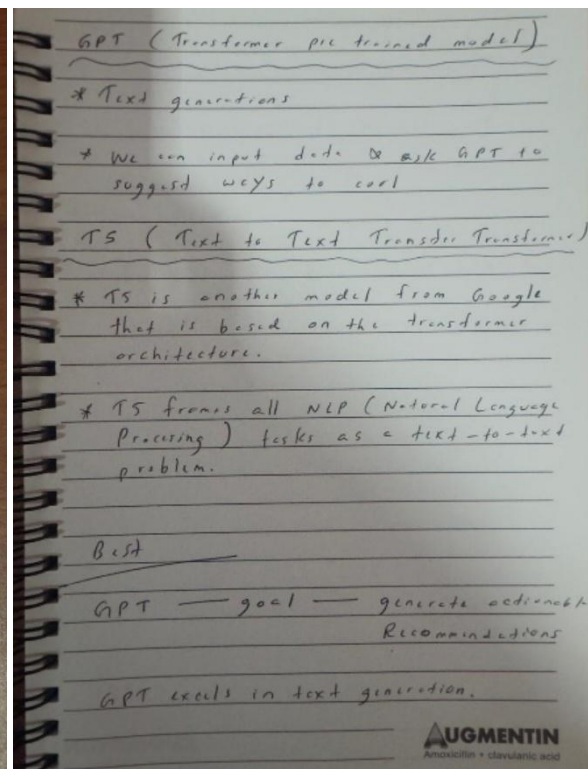 GPT (Transformer pre trained model)
* Text generations
* We can input data & ask GPT to
suggest ways to
T5 (Text to Text Transfer Transformer)
* T5 is another model from Google
that is based on the transformer
architecture.
* T5 frames all NLP (Natural Language
Procesing) tasks as a text-to-text
problem.
Best
GPT — goal — generate actionable
Recommendations
GPT excels in text generation.
AUGMENTIN
Amoxicillin + clavulanic acid